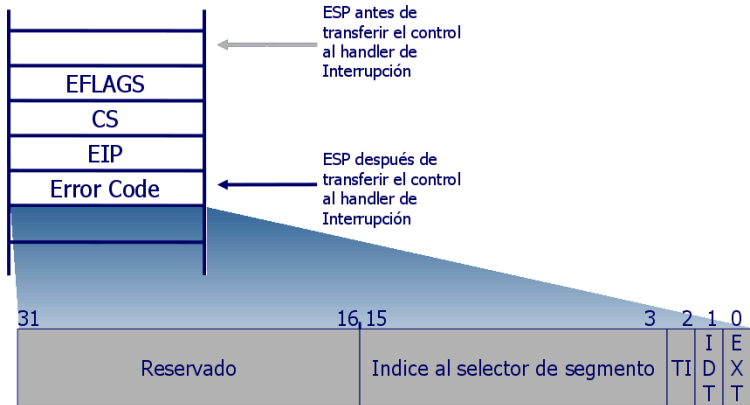 ESP antes de
transferir el control
al handler de
Interrupción
EFLAGS
CS
EIP
Error Code
ESP después de
transferir el control
al handler de
Interrupción
31 16 15 3 2 1 0
Reservado
Indice al selector de segmento
TI
IDT
EXT